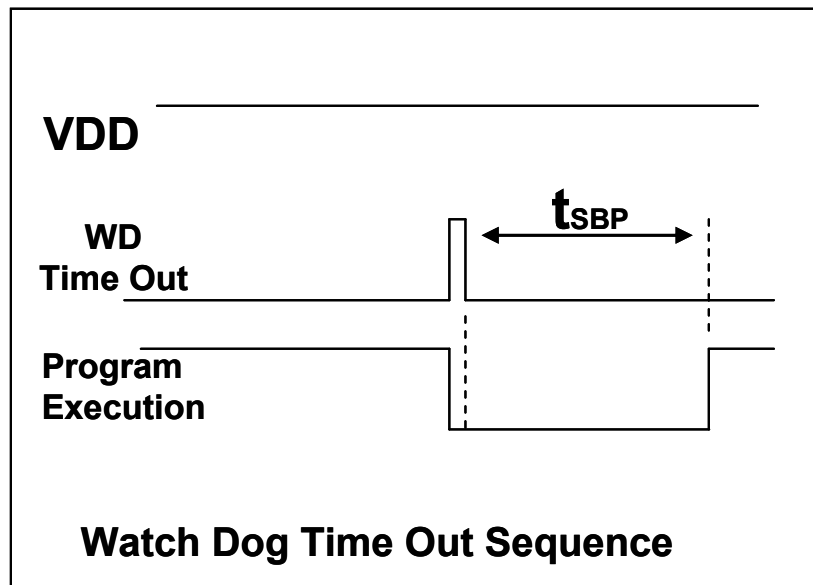 VDD
WD
Time Out
tSBP
Program
Execution
Watch Dog Time Out Sequence